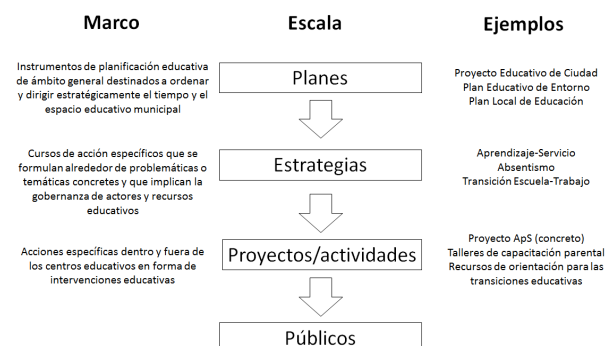 Marco
Escala
Ejemplos
Instrumentos de planificación educativa
de ámbito general destinados a ordenar
y dirigir estratégicamente el tiempo y el
espacio educativo municipal
Planes
Proyecto Educativo de Ciudad
Plan Educativo de Entorno
Plan Local de Educación
Cursos de acción específicos que se
formulan alrededor de problemáticas o
temáticas concretes y que implican la
gobernanza de actores y recursos
educativos
Estrategias
Aprendizaje-Servicio
Absentismo
Transición Escuela-Trabajo
Acciones específicas dentro y fuera de
los centros educativos en forma de
intervenciones educativas
Proyectos/actividades
Proyecto ApS (concreto)
Talleres de capacitación parental
Recursos de orientación para las
transiciones educativas
Públicos